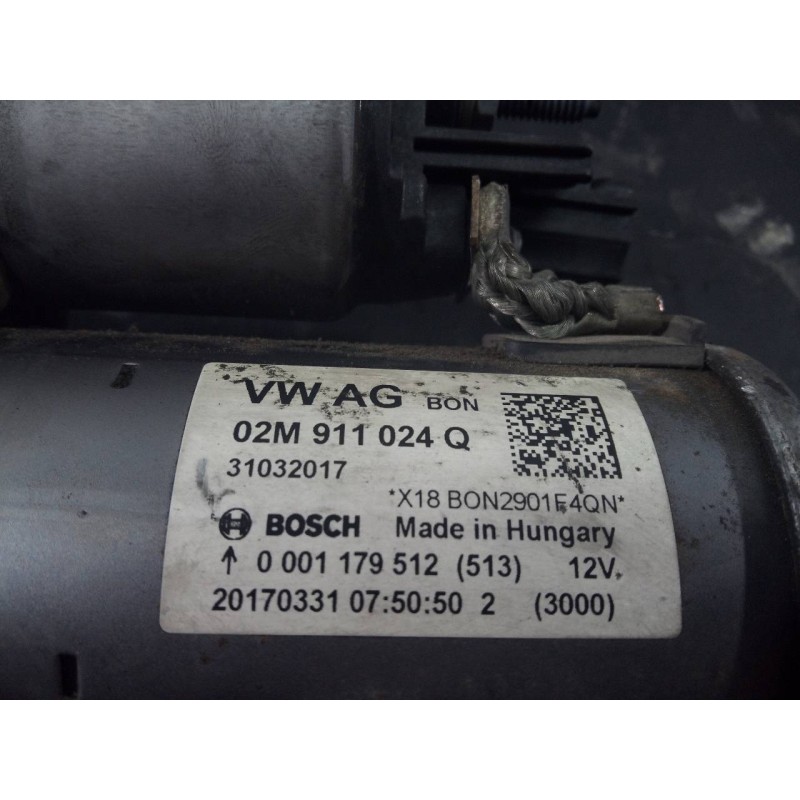 VW AG BON
02M 911 024 Q
31032017
*X18 BON2901F4QN*
BOSCH Made in Hungary
↑ 0 001 179 512 (513) 12V.
20170331 07:50:50 2 (3000)